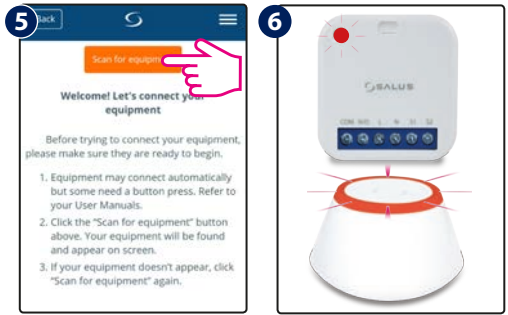 5
Back
S
Scan for equipm
Welcome! Let's connect your
equipment
Before trying to connect your equipment,
please make sure they are ready to begin.
1. Equipment may connect automatically
but some need a button press. Refer to
your User Manuals.
2. Click the "Scan for equipment" button
above. Your equipment will be found
and appear on screen.
3. If your equipment doesn't appear, click
"Scan for equipment" again.
6
SALUS
COM N/O L N S1 S2